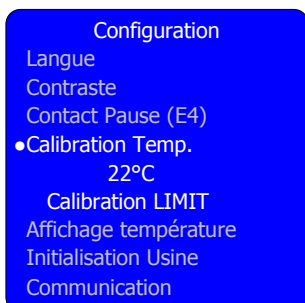 Configuration
Langue
Contraste
Contact Pause (E4)
●Calibration Temp.
22°C
Calibration LIMIT
Affichage température
Initialisation Usine
Communication